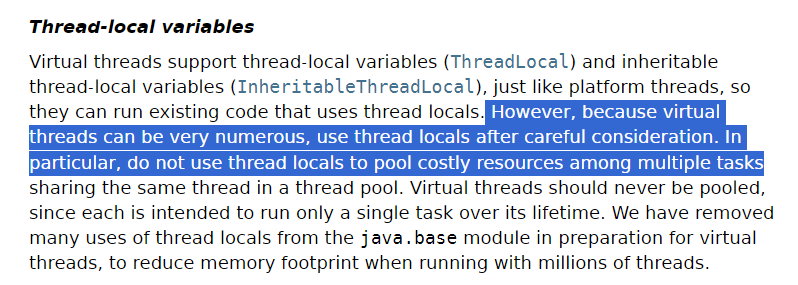 Thread-local variables
Virtual threads support thread-local variables (ThreadLocal) and inheritable
thread-local variables (InheritableThreadLocal), just like platform threads, so
they can run existing code that uses thread locals. However, because virtual
threads can be very numerous, use thread locals after careful consideration. In
particular, do not use thread locals to pool costly resources among multiple tasks
sharing the same thread in a thread pool. Virtual threads should never be pooled,
since each is intended to run only a single task over its lifetime. We have removed
many uses of thread locals from the java.base module in preparation for virtual
threads, to reduce memory footprint when running with millions of threads.